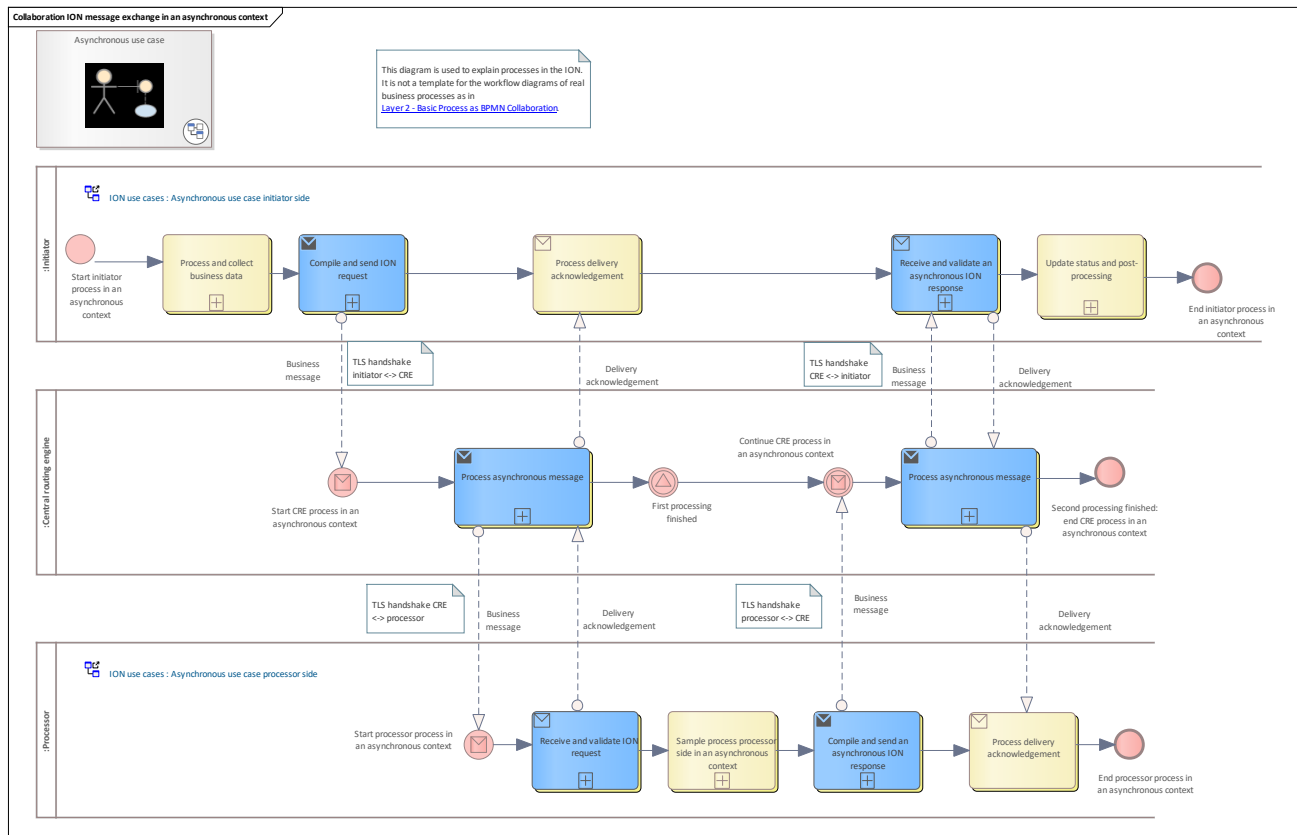 Collaboration ION message exchange in an asynchronous context
Asynchronous use case
This diagram is used to explain processes in the ION.
It is not a template for the workflow diagrams of real
business processes as in
Layer 2 - Basic Process as BPMN Collaboration.
:Initiator
ION use cases : Asynchronous use case initiator side
Start initiator
process in an
asynchronous
context
Process and collect
business data
Compile and send ION
request
Process delivery
acknowledgement
Receive and validate an
asynchronous ION
response
Update status and post-
processing
End initiator process in
an asynchronous
context
Business
message
TLS handshake
initiator <-> CRE
Delivery
acknowledgement
TLS handshake
CRE <-> initiator
Business
message
Delivery
acknowledgement
:Central routing engine
Start CRE process in an
asynchronous context
Process asynchronous message
First processing
finished
Continue CRE process in
an asynchronous context
Process asynchronous message
Second processing finished:
end CRE process in an
asynchronous context
TLS handshake CRE
<-> processor
Business
message
Delivery
acknowledgement
TLS handshake
processor <-> CRE
Business
message
Delivery
acknowledgement
:Processor
ION use cases : Asynchronous use case processor side
Start processor process in
an asynchronous context
Receive and validate ION
request
Sample process processor
side in an asynchronous
context
Compile and send an
asynchronous ION
response
Process delivery
acknowledgement
End processor process in
an asynchronous context